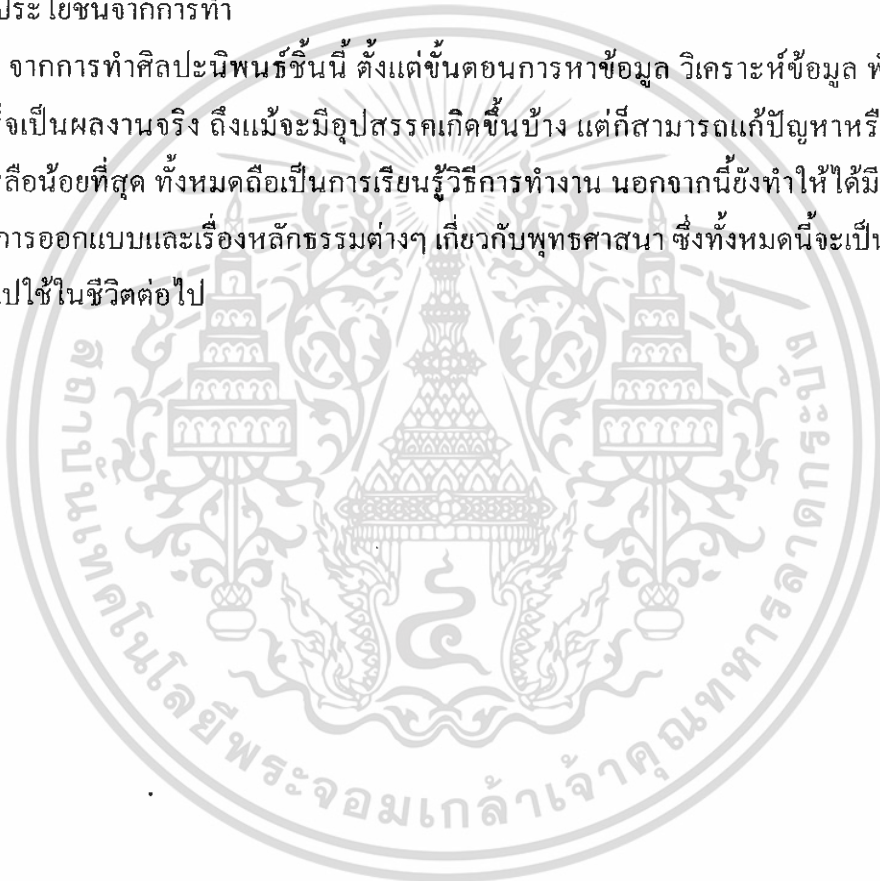 ประโยชน์จากการทำ
จากการทำศิลปะนิพนธ์ชิ้นนี้ ตั้งแต่ขั้นตอนการหาข้อมูล วิเคราะห์ข้อมูล
จเป็นผลงานจริง ถึงแม้จะมีอุปสรรคเกิดขึ้นบ้าง แต่ก็สามารถแก้ปัญหาหรื
ลือน้อยที่สุด ทั้งหมดถือเป็นการเรียนรู้วิธีการทำงาน นอกจากนี้ยังทำให้ได้มี
การออกแบบและเรื่องหลักธรรมต่างๆ เกี่ยวกับพุทธศาสนา ซึ่งทั้งหมดนี้จะเป็น
ปใช้ในชีวิตต่อไป
สถาบันเทคโนโลยีพระจอมเกล้าเจ้าคุณทหารลาดกระบัง
๔